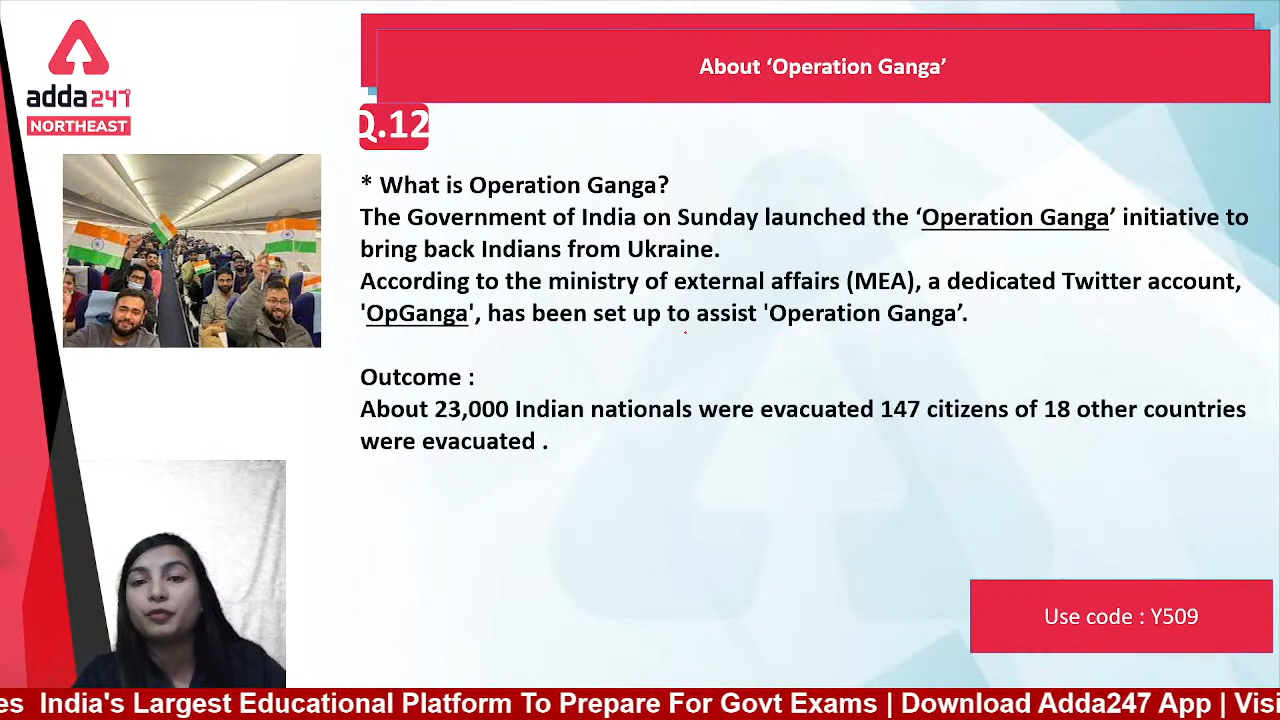 About ‘Operation Ganga’
adda247
NORTHEAST
Q.12
* What is Operation Ganga?
The Government of India on Sunday launched the ‘Operation Ganga’ initiative to
bring back Indians from Ukraine.
According to the ministry of external affairs (MEA), a dedicated Twitter account,
'OpGanga', has been set up to assist 'Operation Ganga’.
Outcome :
About 23,000 Indian nationals were evacuated 147 citizens of 18 other countries
were evacuated .
Use code : Y509
India's Largest Educational Platform To Prepare For Govt Exams | Download Adda247 App |